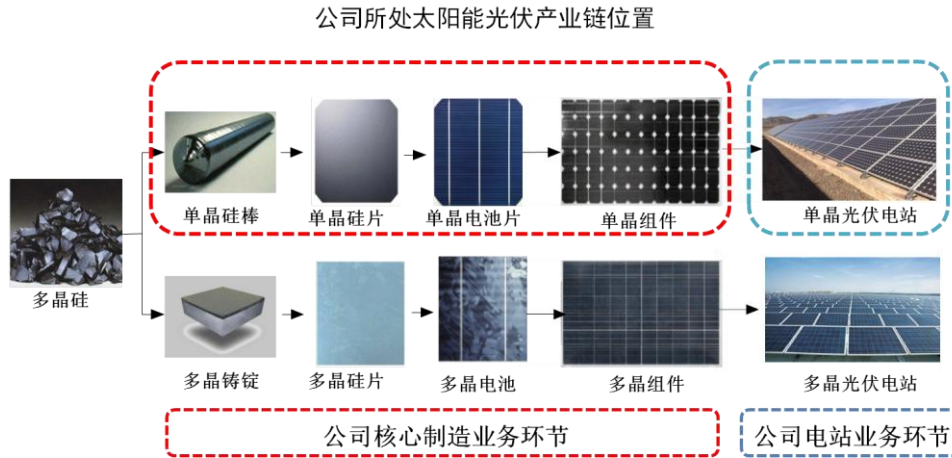 公司所处太阳能光伏产业链位置
单晶硅棒
单晶硅片
单晶电池片
单晶组件
单晶光伏电站
多晶硅
多晶铸锭
多晶硅片
多晶电池
多晶组件
多晶光伏电站
公司核心制造业务环节
公司电站业务环节